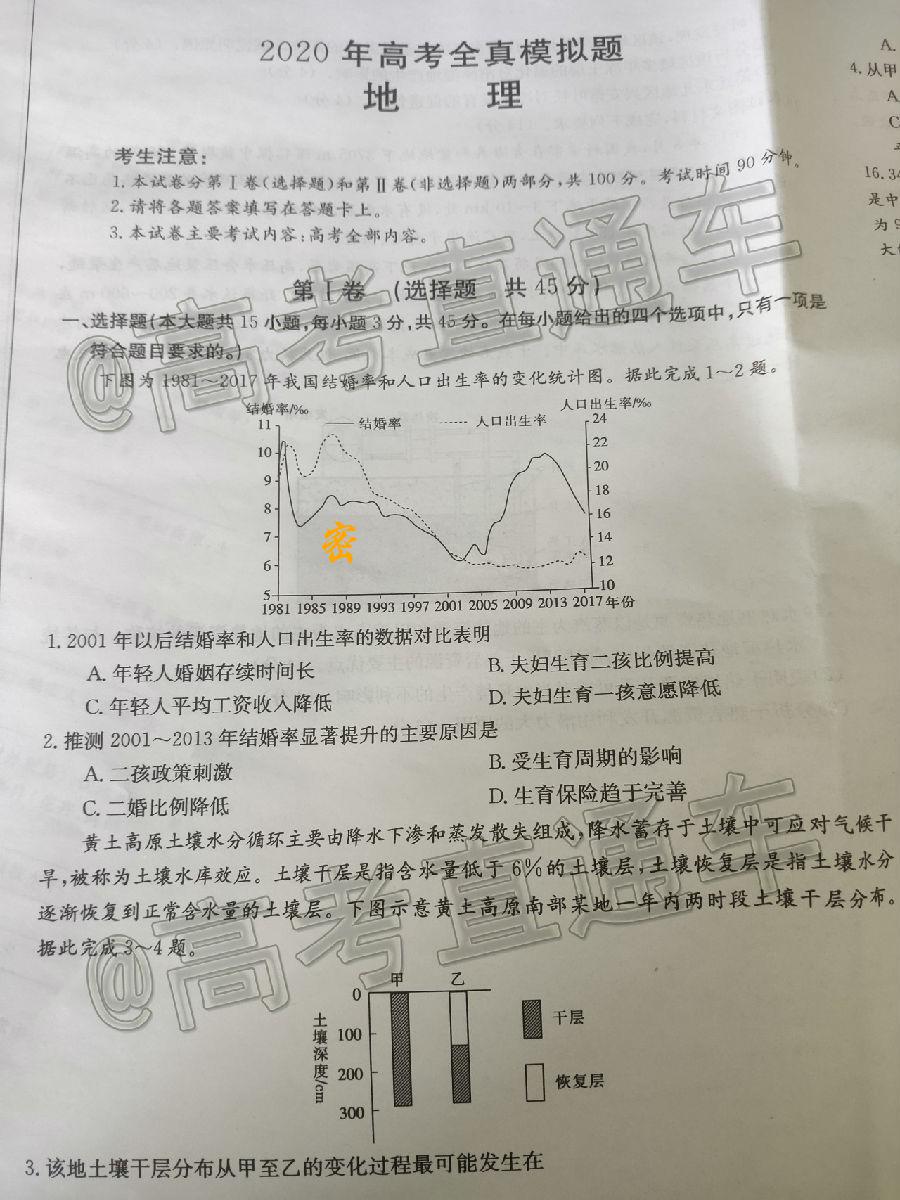 2020 年高考全真模拟题
地 理
考生注意:
1.本试卷分第Ⅰ卷(选择题)和第Ⅱ卷(非选择题)两部分,共 100 分。考试时间 90 分钟。
2.请将各题答案填写在答题卡上。
3.本试卷主要考试内容:高考全部内容。
第Ⅰ卷 (选择题 共 45 分)
一、选择题(本大题共 15 小题,每小题 3 分,共 45 分。在每小题给出的四个选项中,只有一项是
符合题目要求的。)
下图为 1981~2017 年我国结婚率和人口出生率的变化统计图。据此完成 1~2 题。
结婚率/‰ 人口出生率/‰
结婚率 人口出生率
11 24
10 22
9 20
8 18
7 16
6 14
5 12
10
1981 1985 1989 1993 1997 2001 2005 2009 2013 2017 年份
密
1. 2001 年以后结婚率和人口出生率的数据对比表明
A. 年轻人婚姻存续时间长 B. 夫妇生育二孩比例提高
C. 年轻人平均工资收入降低 D. 夫妇生育一孩意愿降低
2. 推测 2001~2013 年结婚率显著提升的主要原因是
A. 二孩政策刺激 B. 受生育周期的影响
C. 二婚比例降低 D. 生育保险趋于完善
黄土高原土壤水分循环主要由降水下渗和蒸发散失组成,降水蓄存于土壤中可应对气候干
旱,被称为土壤水库效应。土壤干层是指含水量低于 6%的土壤层,土壤恢复层是指土壤水分
逐渐恢复到正常含水量的土壤层。下图示意黄土高原南部某地一年内两时段土壤干层分布。
据此完成 3~4 题。
甲 乙
0
100
200
300
土壤深度/cm
干层
恢复层
3. 该地土壤干层分布从甲至乙的变化过程最可能发生在
A.
4. 从甲
A
C
16. 34
是中
为 9
@高考直通车
@高考直通车